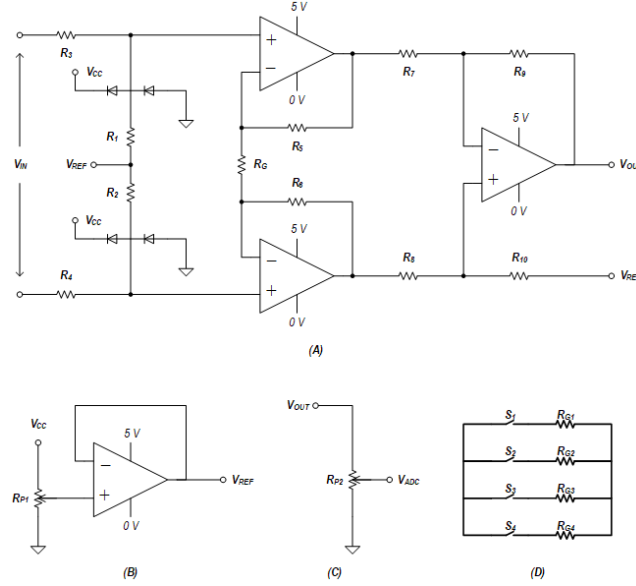 5 V
R3
+
−
R7
R9
VCC
0 V
R5
5 V
R1
VIN
VREF
RG
−
+
VOU
R2
R6
VCC
5 V
0 V
−
+
R4
R8
R10
VRE
0 V
(A)
VCC
5 V
−
+
RP1
VREF
0 V
(B)
VOUT
RP2
VADC
(C)
S1
RG1
S2
RG2
S3
RG3
S4
RG4
(D)